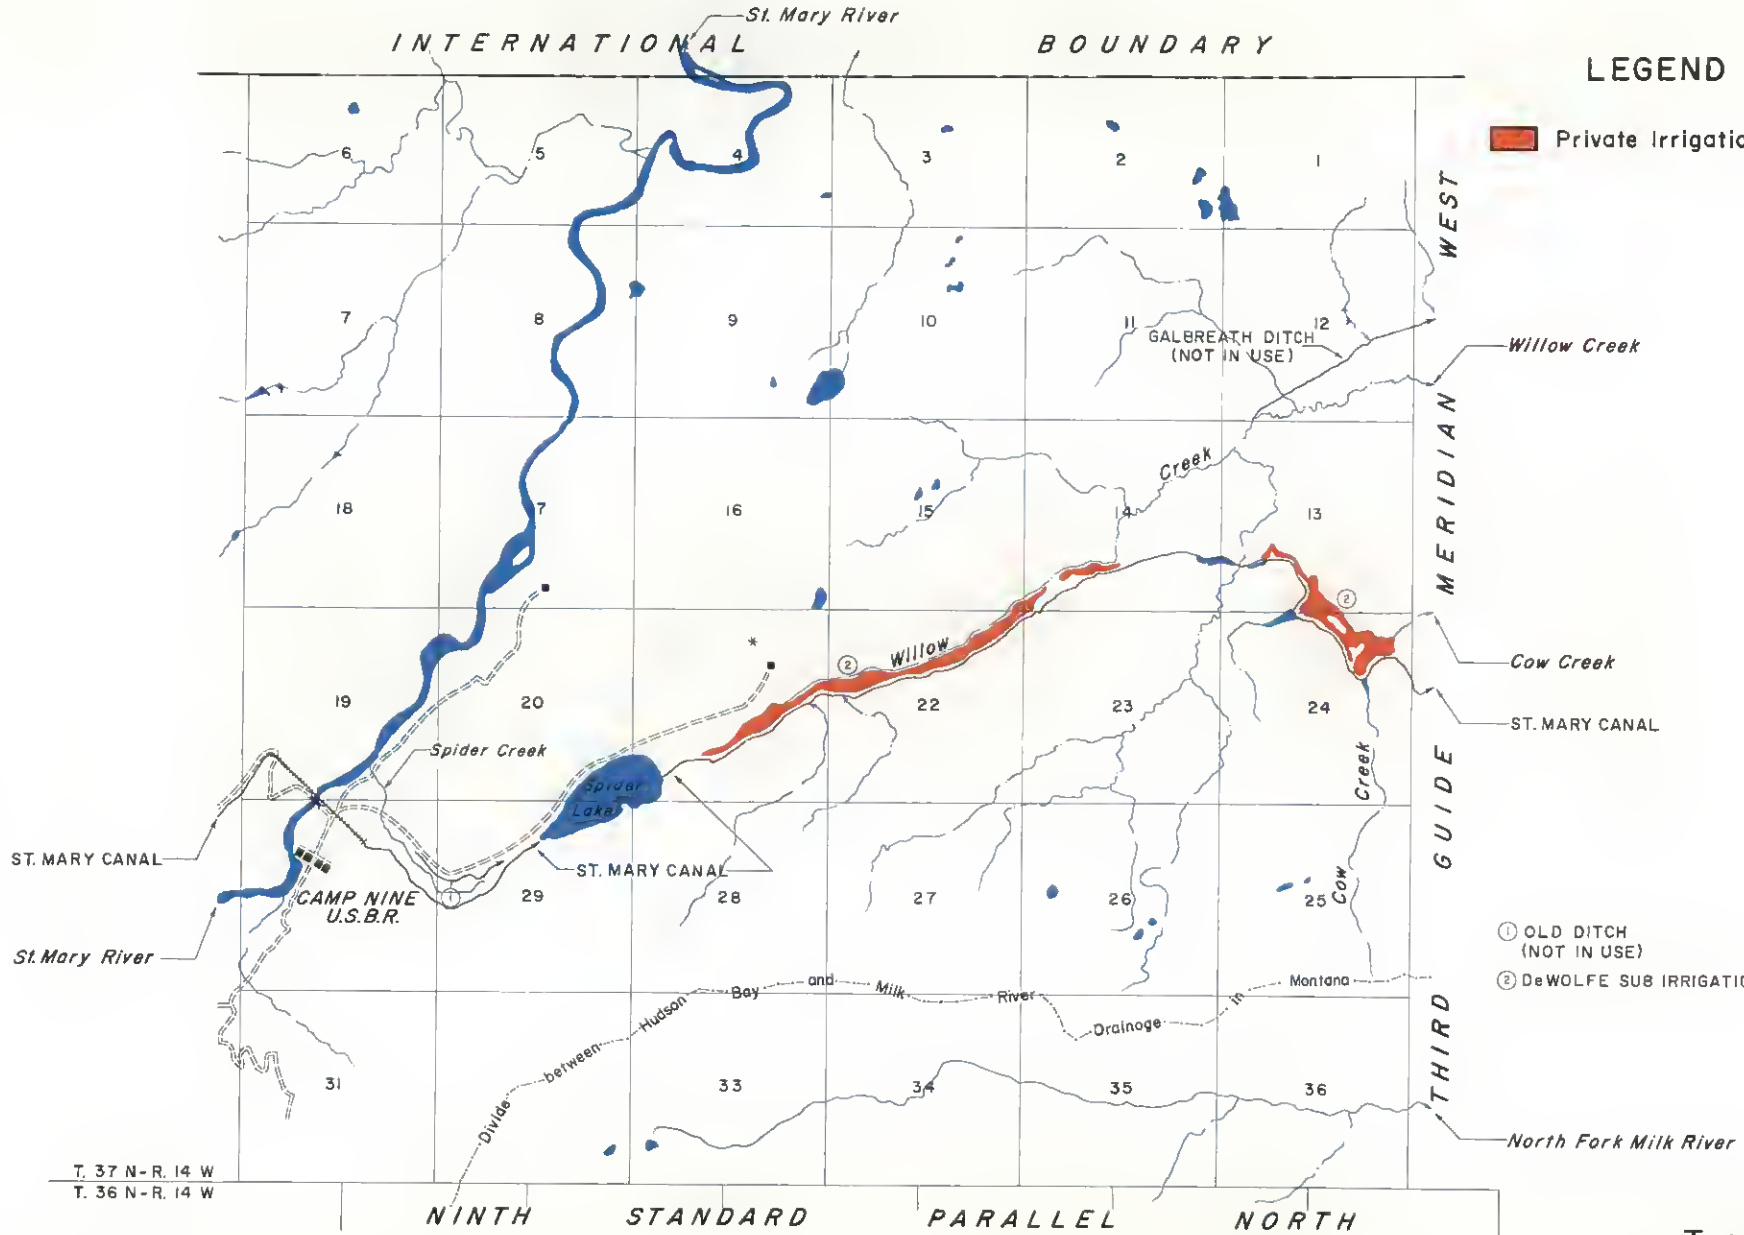 St. Mary River
INTERNATIONAL BOUNDARY
LEGEND
Private Irrigatio
6 5 4 3 2 1
WEST
7 8 9 10 11 12
GALBREATH DITCH
(NOT IN USE)
Willow Creek
MERIDIAN
Creek
18 7 16 15 14 13
2
Willow
2
Cow Creek
19 20 22 23 24
ST. MARY CANAL
Spider Creek
Creek
GUIDE
Spider
Lake
ST. MARY CANAL
ST. MARY CANAL
CAMP NINE
U.S.B.R.
1
29 28 27 26 25
Cow
St. Mary River
1 OLD DITCH
(NOT IN USE)
2 DeWOLFE SUB IRRIGATIO
Divide between Hudson Bay and Milk River Drainage in Montana
THIRD
31 33 34 35 36
North Fork Milk River
T. 37 N-R. 14 W
T. 36 N-R. 14 W
NINTH STANDARD PARALLEL NORTH